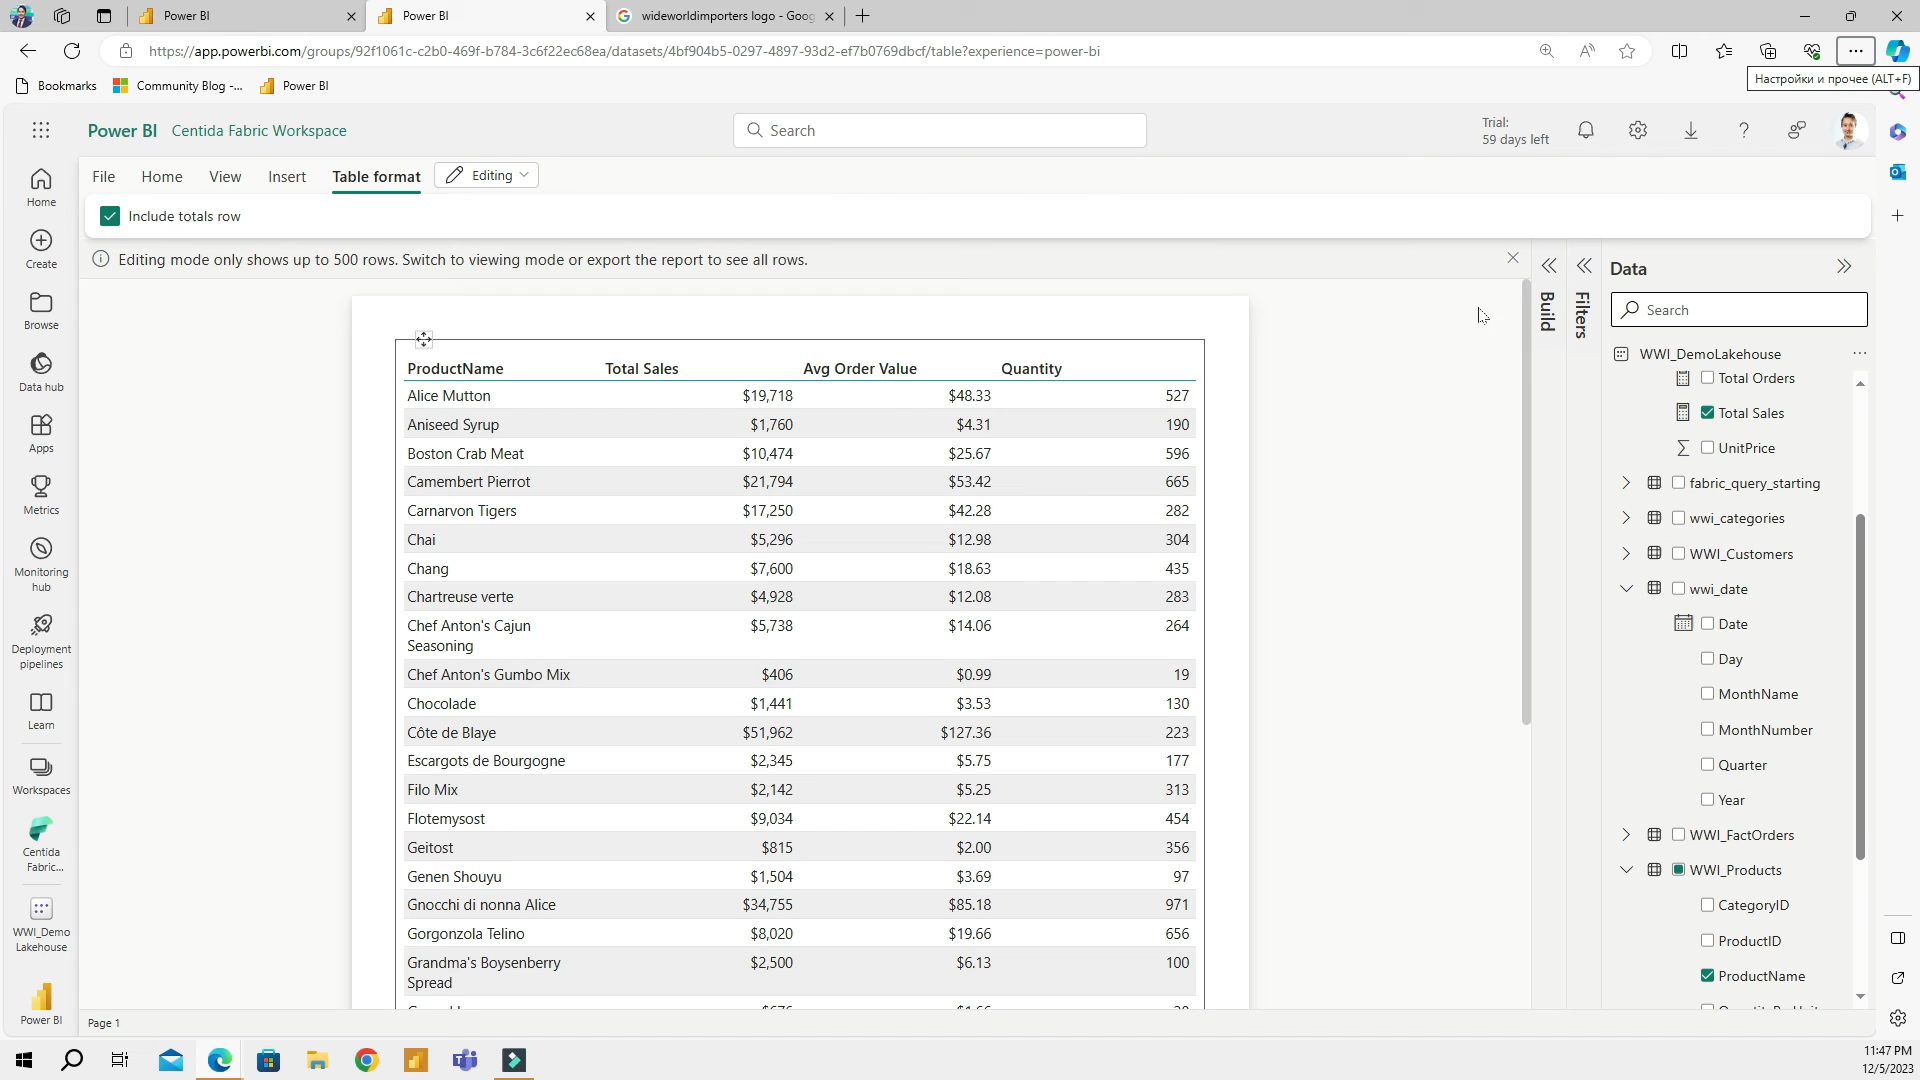 Power BI
Power BI
wideworldimporters logo - Goog
https://app.powerbi.com/groups/92f1061c-c2b0-469f-b784-3c6f22ec68ea/datasets/4bf904b5-0297-4897-93d2-ef7b0769dbcf/table?experience=power-bi
Bookmarks
Community Blog -...
Power BI
Настройки и прочее (ALT+F)
Power BI Centida Fabric Workspace
Search
Trial:
59 days left
File Home View Insert Table format Editing
Include totals row
Editing mode only shows up to 500 rows. Switch to viewing mode or export the report to see all rows.
Home
Create
Browse
Data hub
Apps
Metrics
Monitoring
hub
Deployment
pipelines
Learn
Workspaces
Centida
Fabric...
WWI_Demo
Lakehouse
Power BI
ProductName Total Sales Avg Order Value Quantity
Alice Mutton $19,718 $48.33 527
Aniseed Syrup $1,760 $4.31 190
Boston Crab Meat $10,474 $25.67 596
Camembert Pierrot $21,794 $53.42 665
Carnarvon Tigers $17,250 $42.28 282
Chai $5,296 $12.98 304
Chang $7,600 $18.63 435
Chartreuse verte $4,928 $12.08 283
Chef Anton's Cajun $5,738 $14.06 264
Seasoning
Chef Anton's Gumbo Mix $406 $0.99 19
Chocolade $1,441 $3.53 130
Côte de Blaye $51,962 $127.36 223
Escargots de Bourgogne $2,345 $5.75 177
Filo Mix $2,142 $5.25 313
Flotemysost $9,034 $22.14 454
Geitost $815 $2.00 356
Genen Shouyu $1,504 $3.69 97
Gnocchi di nonna Alice $34,755 $85.18 971
Gorgonzola Telino $8,020 $19.66 656
Grandma's Boysenberry $2,500 $6.13 100
Spread
Page 1
Build
Filters
Data
Search
WWI_DemoLakehouse
Total Orders
Total Sales
UnitPrice
fabric_query_starting
wwi_categories
WWI_Customers
wwi_date
Date
Day
MonthName
MonthNumber
Quarter
Year
WWI_FactOrders
WWI_Products
CategoryID
ProductID
ProductName
11:47 PM
12/5/2023